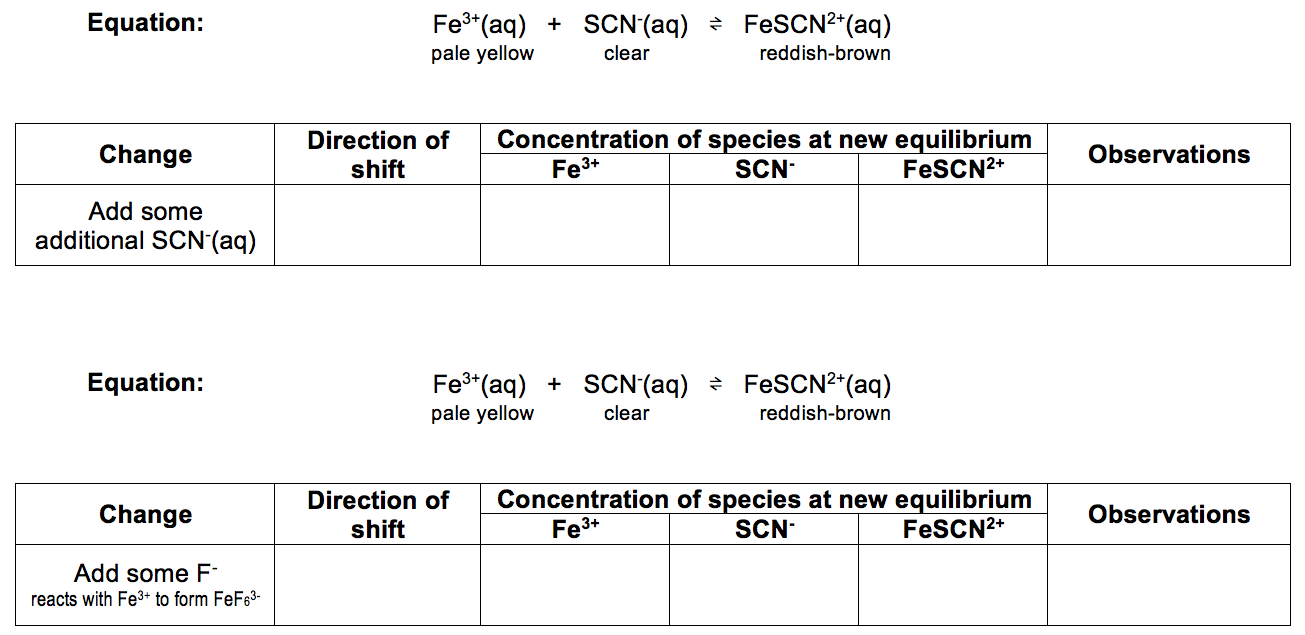 Equation: Fe³⁺(aq) + SCN⁻(aq) ⇌ FeSCN²⁺(aq)
pale yellow clear reddish-brown
Change Direction of shift Concentration of species at new equilibrium Observations
Fe³⁺ SCN⁻ FeSCN²⁺
Add some
additional SCN⁻(aq)
Equation: Fe³⁺(aq) + SCN⁻(aq) ⇌ FeSCN²⁺(aq)
pale yellow clear reddish-brown
Change Direction of shift Concentration of species at new equilibrium Observations
Fe³⁺ SCN⁻ FeSCN²⁺
Add some F⁻
reacts with Fe³⁺ to form FeF₆³⁻